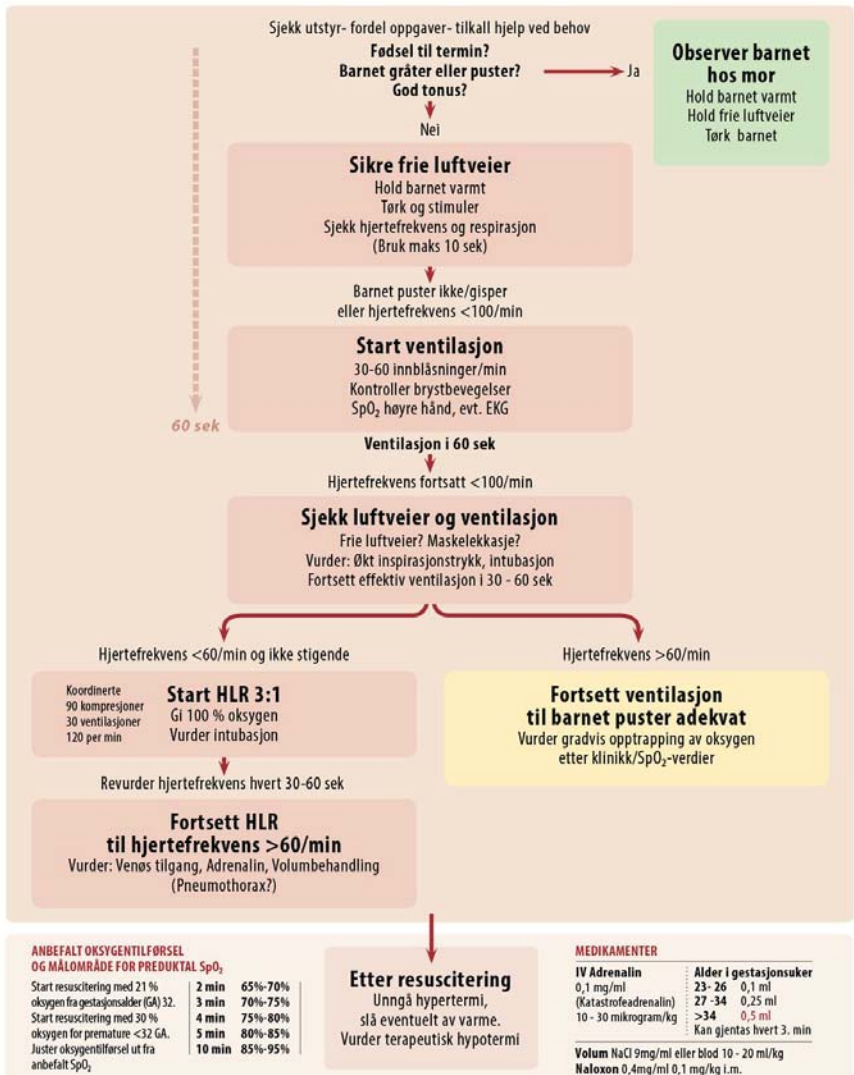 Sjekk utstyr- fordel oppgaver- tilkall hjelp ved behov
Fødsel til termin?
Barnet gråter eller puster?
God tonus?
Ja
Observer barnet
hos mor
Hold barnet varmt
Hold frie luftveier
Tørk barnet
Nei
Sikre frie luftveier
Hold barnet varmt
Tørk og stimuler
Sjekk hjertefrekvens og respirasjon
(Bruk maks 10 sek)
Barnet puster ikke/gisper
eller hjertefrekvens <100/min
Start ventilasjon
30-60 innblåsninger/min
Kontroller brystbevegelser
SpO₂ høyre hånd, evt. EKG
60 sek
Ventilasjon i 60 sek
Hjertefrekvens fortsatt <100/min
Sjekk luftveier og ventilasjon
Frie luftveier? Maskelekkasje?
Vurder: Økt inspirasjonstrykk, intubasjon
Fortsett effektiv ventilasjon i 30 - 60 sek
Hjertefrekvens <60/min og ikke stigende
Koordinerte
90 kompresjoner
30 ventilasjoner
120 per min
Start HLR 3:1
Gi 100 % oksygen
Vurder intubasjon
Revurder hjertefrekvens hvert 30-60 sek
Fortsett HLR
til hjertefrekvens >60/min
Vurder: Venøs tilgang, Adrenalin, Volumbehandling
(Pneumothorax?)
Hjertefrekvens >60/min
Fortsett ventilasjon
til barnet puster adekvat
Vurder gradvis opptrapping av oksygen
etter klinikk/SpO₂-verdier
ANBEFALT OKSYGENTILFØRSEL
OG MÅLOMRÅDE FOR PREDUKTAL SpO₂
Start resuscitering med 21 %
oksygen fra gestasjonsalder (GA) 32.
Start resuscitering med 30 %
oksygen for premature <32 GA.
Juster oksygentilførsel ut fra
anbefalt SpO₂
2 min 65%-70%
3 min 70%-75%
4 min 75%-80%
5 min 80%-85%
10 min 85%-95%
Etter resuscitering
Unngå hypertermi,
slå eventuelt av varme.
Vurder terapeutisk hypotermi
MEDIKAMENTER
IV Adrenalin
0,1 mg/ml
(Katastrofeadrenalin)
10 - 30 mikrogram/kg
Alder i gestasjonsuker
23- 26 0,1 ml
27 -34 0,25 ml
>34 0,5 ml
Kan gjentas hvert 3. min
Volum NaCl 9mg/ml eller blod 10 - 20 ml/kg
Naloxon 0,4mg/ml 0,1 mg/kg i.m.